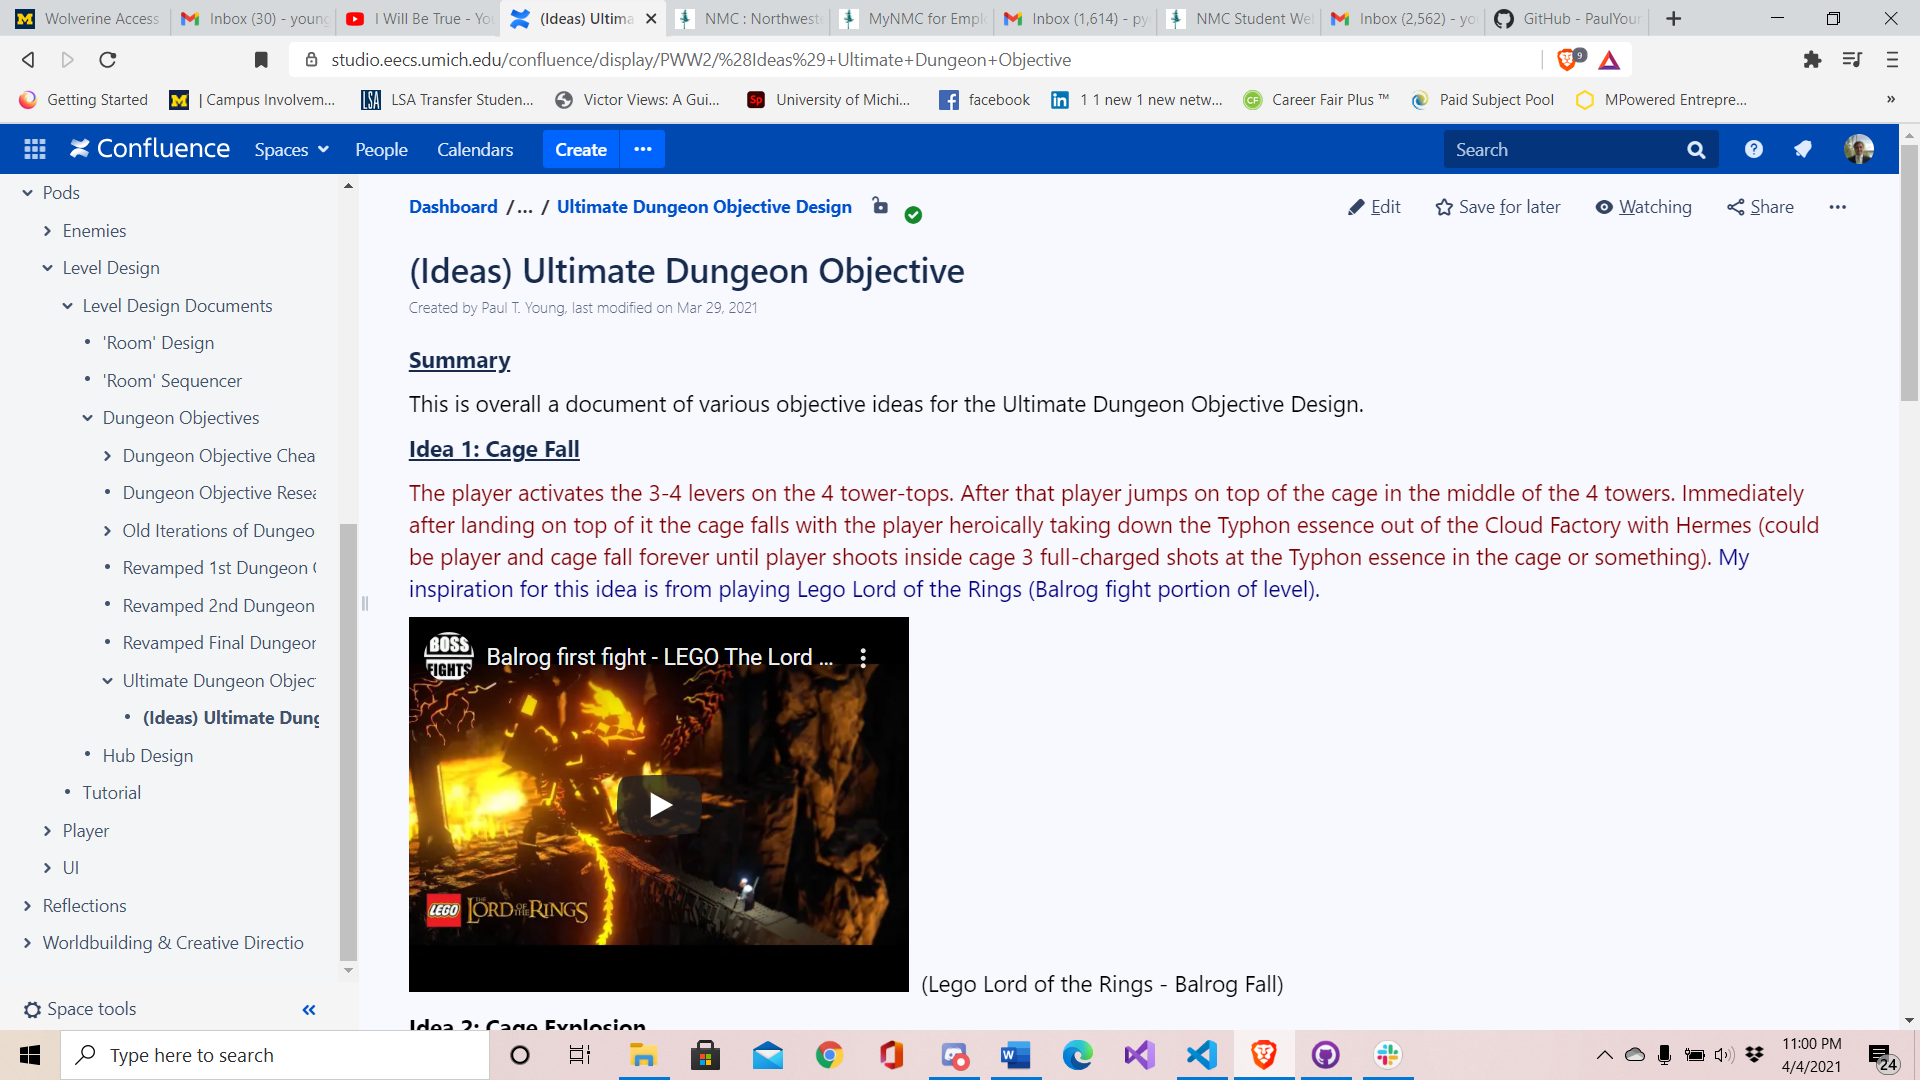 Wolverine Access
Inbox (30) - young
I Will Be True - You
(Ideas) Ultima
NMC : Northweste
MyNMC for Emplo
Inbox (1,614) - py
NMC Student We
Inbox (2,562) - yo
GitHub - PaulYour
studio.eecs.umich.edu/confluence/display/PWW2/%28Ideas%29+Ultimate+Dungeon+Objective
9
Getting Started
| Campus Involvem...
LSA Transfer Studen...
Victor Views: A Gui...
University of Michi...
facebook
1 1 new 1 new netw...
Career Fair Plus ™
Paid Subject Pool
MPowered Entrepre...
»
Confluence
Spaces
People
Calendars
Create
Search
Pods
Enemies
Level Design
Level Design Documents
'Room' Design
'Room' Sequencer
Dungeon Objectives
Dungeon Objective Chea
Dungeon Objective Resea
Old Iterations of Dungeo
Revamped 1st Dungeon
Revamped 2nd Dungeon
Revamped Final Dungeon
Ultimate Dungeon Object
(Ideas) Ultimate Dung
Hub Design
Tutorial
Player
UI
Reflections
Worldbuilding & Creative Directio
Space tools
«
Dashboard /... / Ultimate Dungeon Objective Design
Edit
Save for later
Watching
Share
(Ideas) Ultimate Dungeon Objective
Created by Paul T. Young, last modified on Mar 29, 2021
Summary
This is overall a document of various objective ideas for the Ultimate Dungeon Objective Design.
Idea 1: Cage Fall
The player activates the 3-4 levers on the 4 tower-tops. After that player jumps on top of the cage in the middle of the 4 towers. Immediately
after landing on top of it the cage falls with the player heroically taking down the Typhon essence out of the Cloud Factory with Hermes (could
be player and cage fall forever until player shoots inside cage 3 full-charged shots at the Typhon essence in the cage or something). My
inspiration for this idea is from playing Lego Lord of the Rings (Balrog fight portion of level).
BOSS
FIGHTS
Balrog first fight - LEGO The Lord ...
LEGO
THE LORD OF THE RINGS
(Lego Lord of the Rings - Balrog Fall)
Idea 2: Cage Explosion
Type here to search
11:00 PM
4/4/2021
24